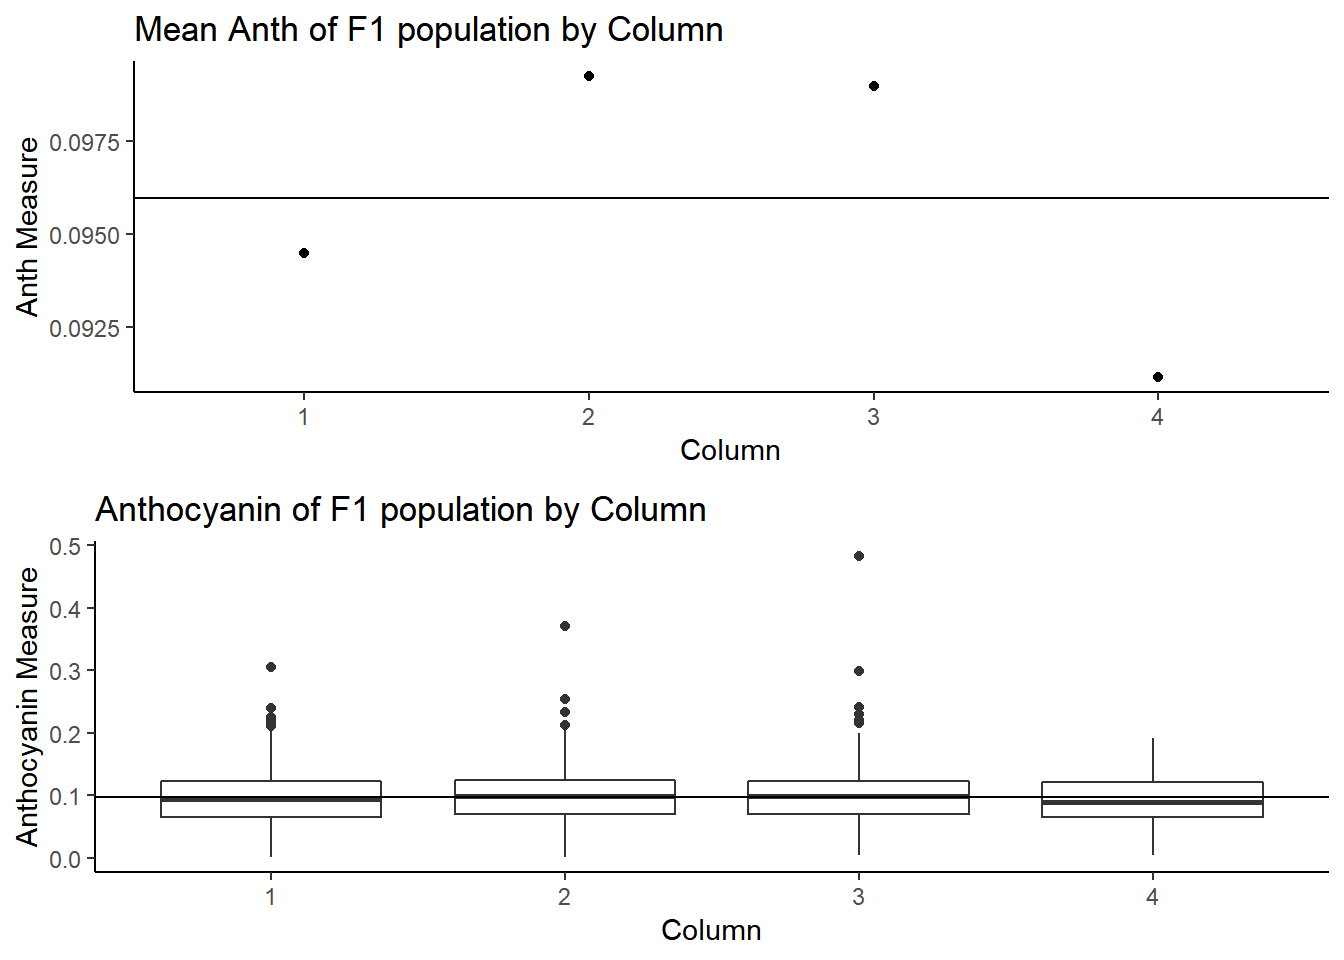 Mean Anth of F1 population by Column
Anth Measure
0.0975
0.0950
0.0925
1 2 3 4
Column
Anthocyanin of F1 population by Column
Anthocyanin Measure
0.5
0.4
0.3
0.2
0.1
0.0
1 2 3 4
Column